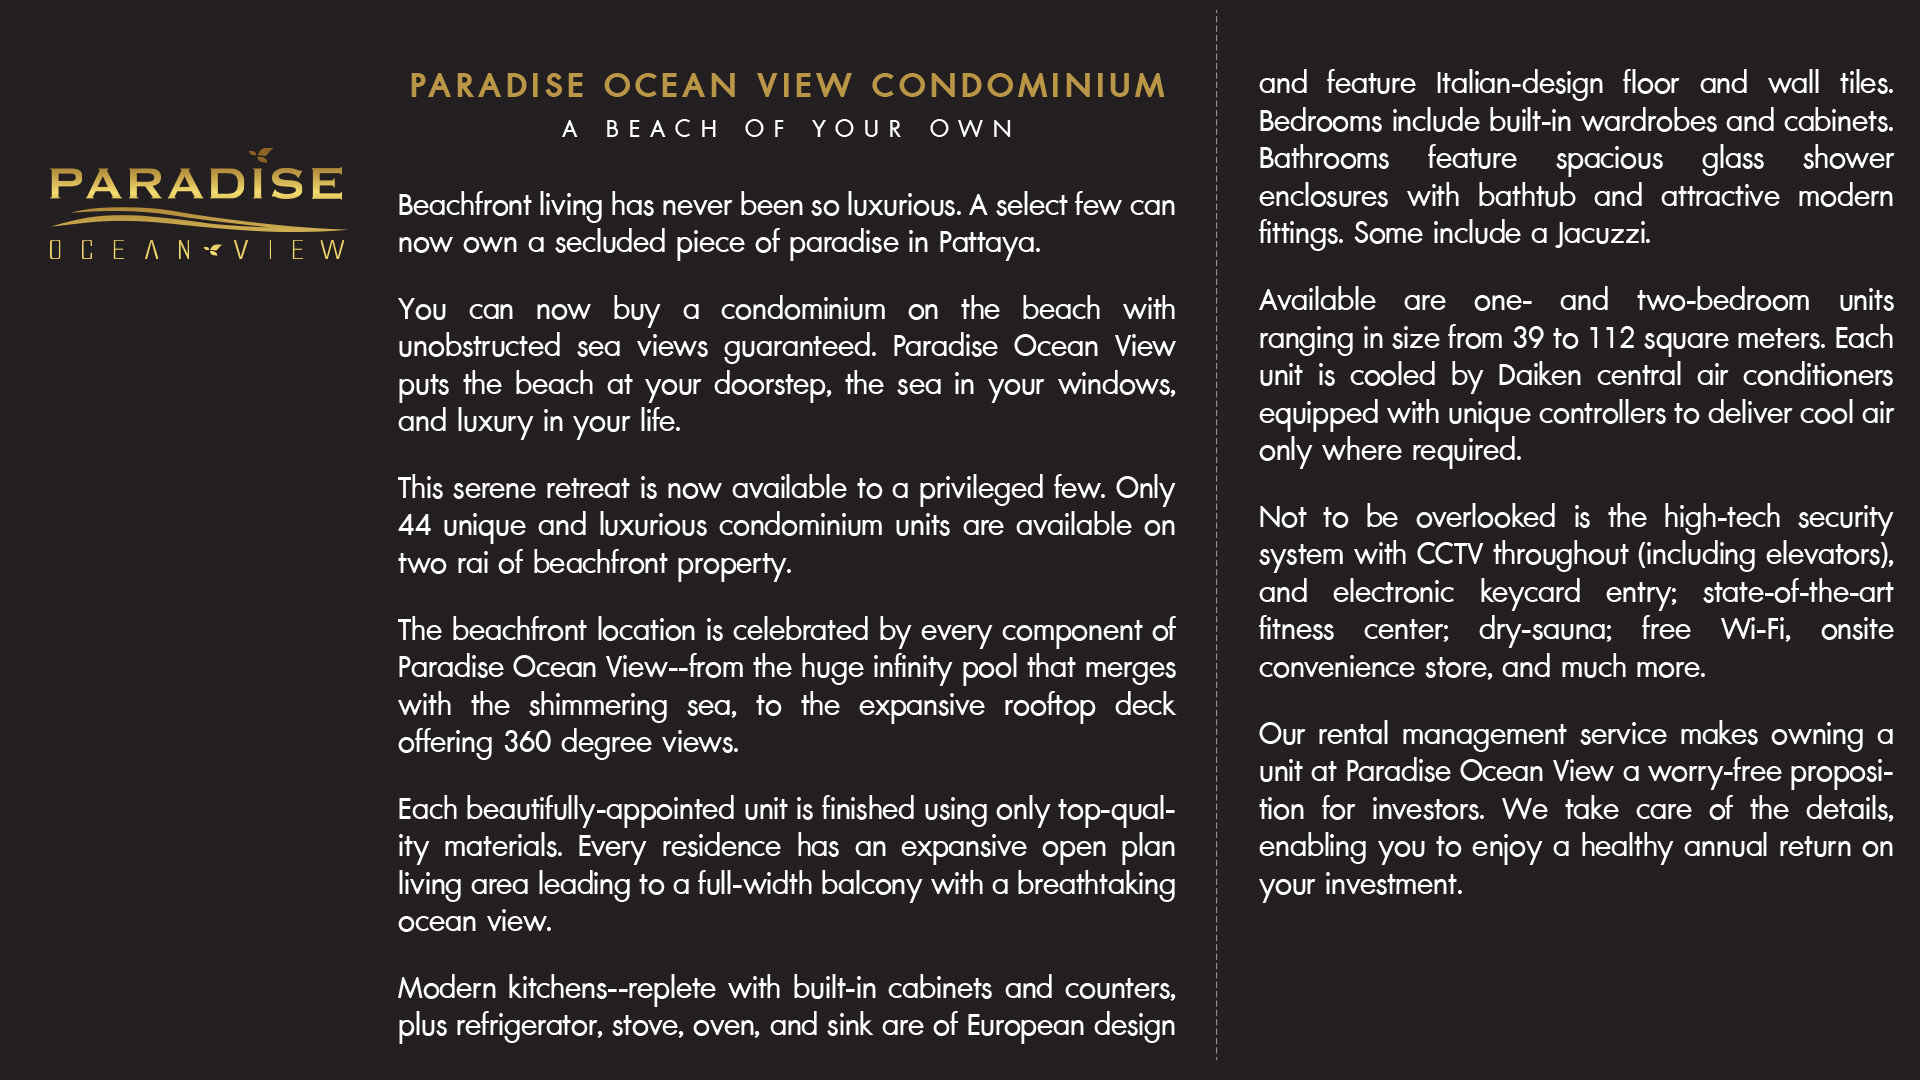 PARADISE
OCEAN VIEW
PARADISE OCEAN VIEW CONDOMINIUM
A BEACH OF YOUR OWN
Beachfront living has never been so luxurious. A select few can
now own a secluded piece of paradise in Pattaya.
You can now buy a condominium on the beach with
unobstructed sea views guaranteed. Paradise Ocean View
puts the beach at your doorstep, the sea in your windows,
and luxury in your life.
This serene retreat is now available to a privileged few. Only
44 unique and luxurious condominium units are available on
two rai of beachfront property.
The beachfront location is celebrated by every component of
Paradise Ocean View--from the huge infinity pool that merges
with the shimmering sea, to the expansive rooftop deck
offering 360 degree views.
Each beautifully-appointed unit is finished using only top-qual-
ity materials. Every residence has an expansive open plan
living area leading to a full-width balcony with a breathtaking
ocean view.
Modern kitchens--replete with built-in cabinets and counters,
plus refrigerator, stove, oven, and sink are of European design
and feature Italian-design floor and wall tiles.
Bedrooms include built-in wardrobes and cabinets.
Bathrooms feature spacious glass shower
enclosures with bathtub and attractive modern
fittings. Some include a Jacuzzi.
Available are one- and two-bedroom units
ranging in size from 39 to 112 square meters. Each
unit is cooled by Daiken central air conditioners
equipped with unique controllers to deliver cool air
only where required.
Not to be overlooked is the high-tech security
system with CCTV throughout (including elevators),
and electronic keycard entry; state-of-the-art
fitness center; dry-sauna; free Wi-Fi, onsite
convenience store, and much more.
Our rental management service makes owning a
unit at Paradise Ocean View a worry-free proposi-
tion for investors. We take care of the details,
enabling you to enjoy a healthy annual return on
your investment.